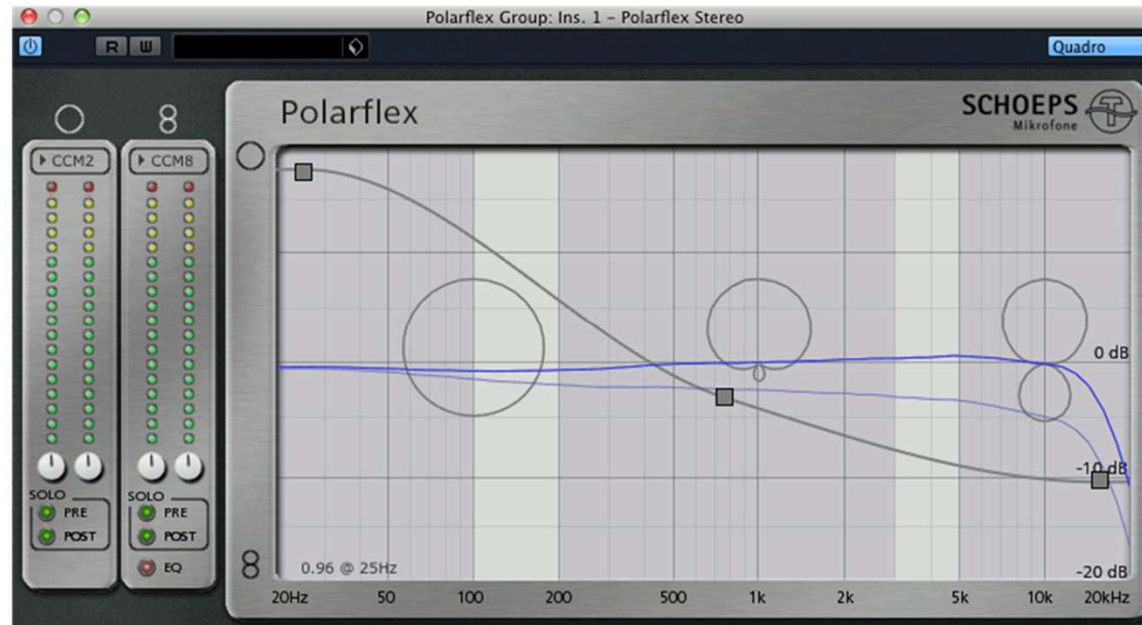 Polarflex Group: Ins. 1 - Polarflex Stereo
R W Quadro
Polarflex
SCHOEPS
Mikrofone
CCM2 CCM8
0 dB
-10 dB
-20 dB
SOLO SOLO
PRE PRE
POST POST
EQ
0.96 @ 25Hz
20Hz 50 100 200 500 1k 2k 5k 10k 20kHz